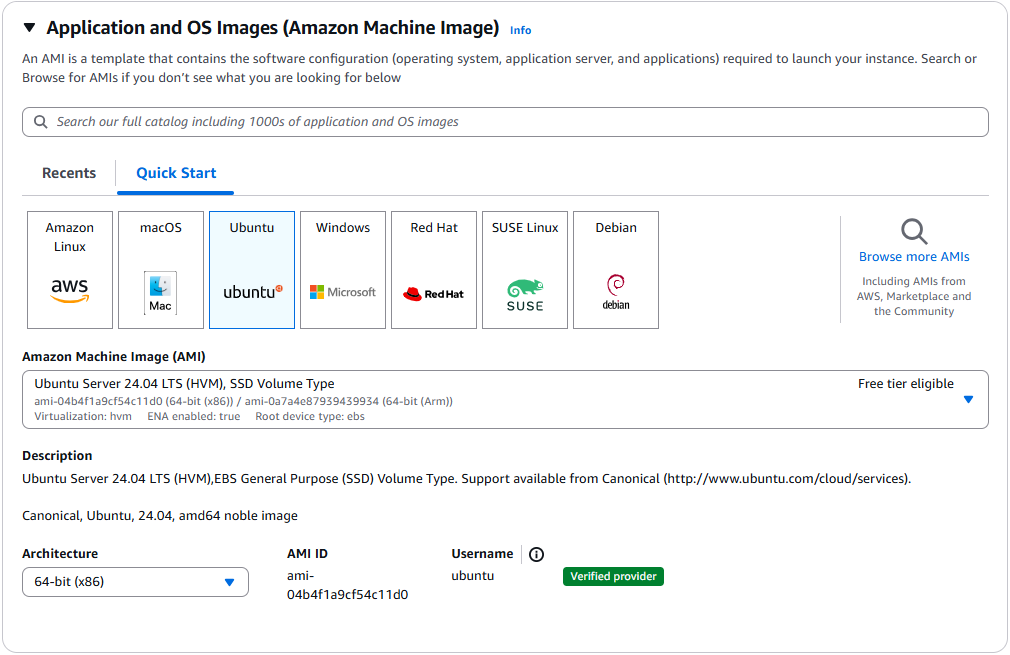 Application and OS Images (Amazon Machine Image) Info
An AMI is a template that contains the software configuration (operating system, application server, and applications) required to launch your instance. Search or
Browse for AMIs if you don't see what you are looking for below
Search our full catalog including 1000s of application and OS images
Recents
Quick Start
Amazon
Linux
aws
macOS
Mac
Ubuntu
ubuntu
Windows
Microsoft
Red Hat
Red Hat
SUSE Linux
SUSE
Debian
debian
Browse more AMIs
Including AMIs from
AWS, Marketplace and
the Community
Amazon Machine Image (AMI)
Ubuntu Server 24.04 LTS (HVM), SSD Volume Type
Free tier eligible
ami-04b4f1a9cf54c11d0 (64-bit (x86)) / ami-0a7a4e87939439934 (64-bit (Arm))
Virtualization: hvm ENA enabled: true Root device type: ebs
Description
Ubuntu Server 24.04 LTS (HVM),EBS General Purpose (SSD) Volume Type. Support available from Canonical (http://www.ubuntu.com/cloud/services).
Canonical, Ubuntu, 24.04, amd64 noble image
Architecture
64-bit (x86)
AMI ID
ami-
04b4f1a9cf54c11d0
Username
ubuntu
Verified provider